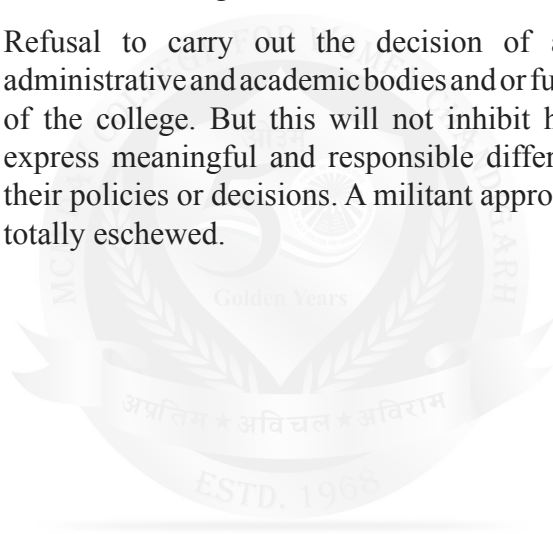 Refusal to carry out the decision of a
administrative and academic bodies and or fu
of the college. But this will not inhibit h
express meaningful and responsible differ
their policies or decisions. A militant appro
totally eschewed.
ओ३म्
Golden Years
अप्रतिम ★ अविचल ★ अविराम
ESTD. 1968